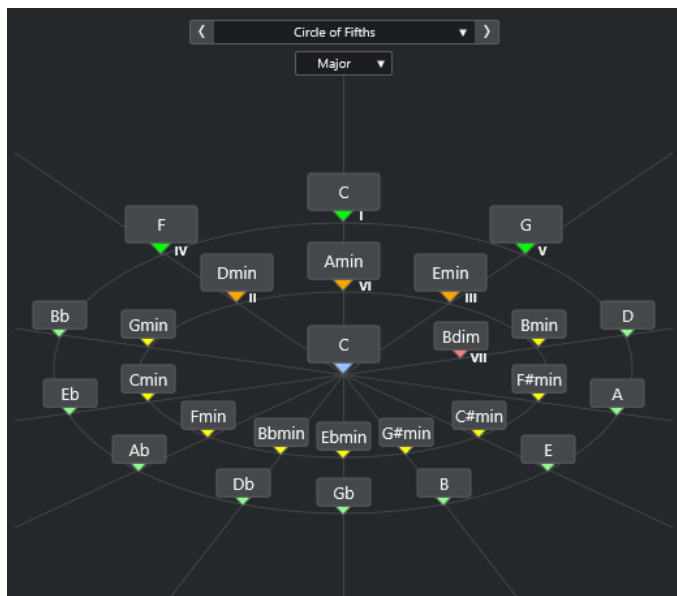 Circle of Fifths
Major
C
I
F
IV
G
V
Amin
VI
Dmin
II
Emin
III
Bb
D
Gmin
Bmin
C
Bdim
VII
Cmin
F#min
Eb
A
Fmin
C#min
Bbmin
Ebmin
G#min
Ab
E
Db
Gb
B